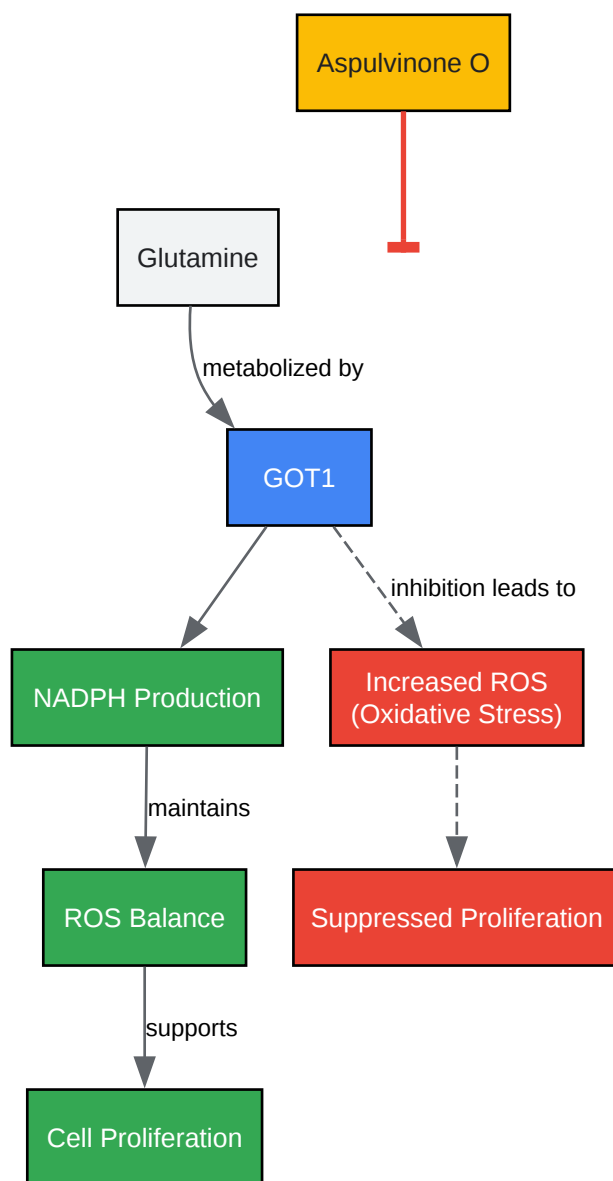 Aspulvinone O
Glutamine
metabolized by
GOT1
inhibition leads to
NADPH Production
Increased ROS
(Oxidative Stress)
maintains
ROS Balance
Suppressed Proliferation
supports
Cell Proliferation